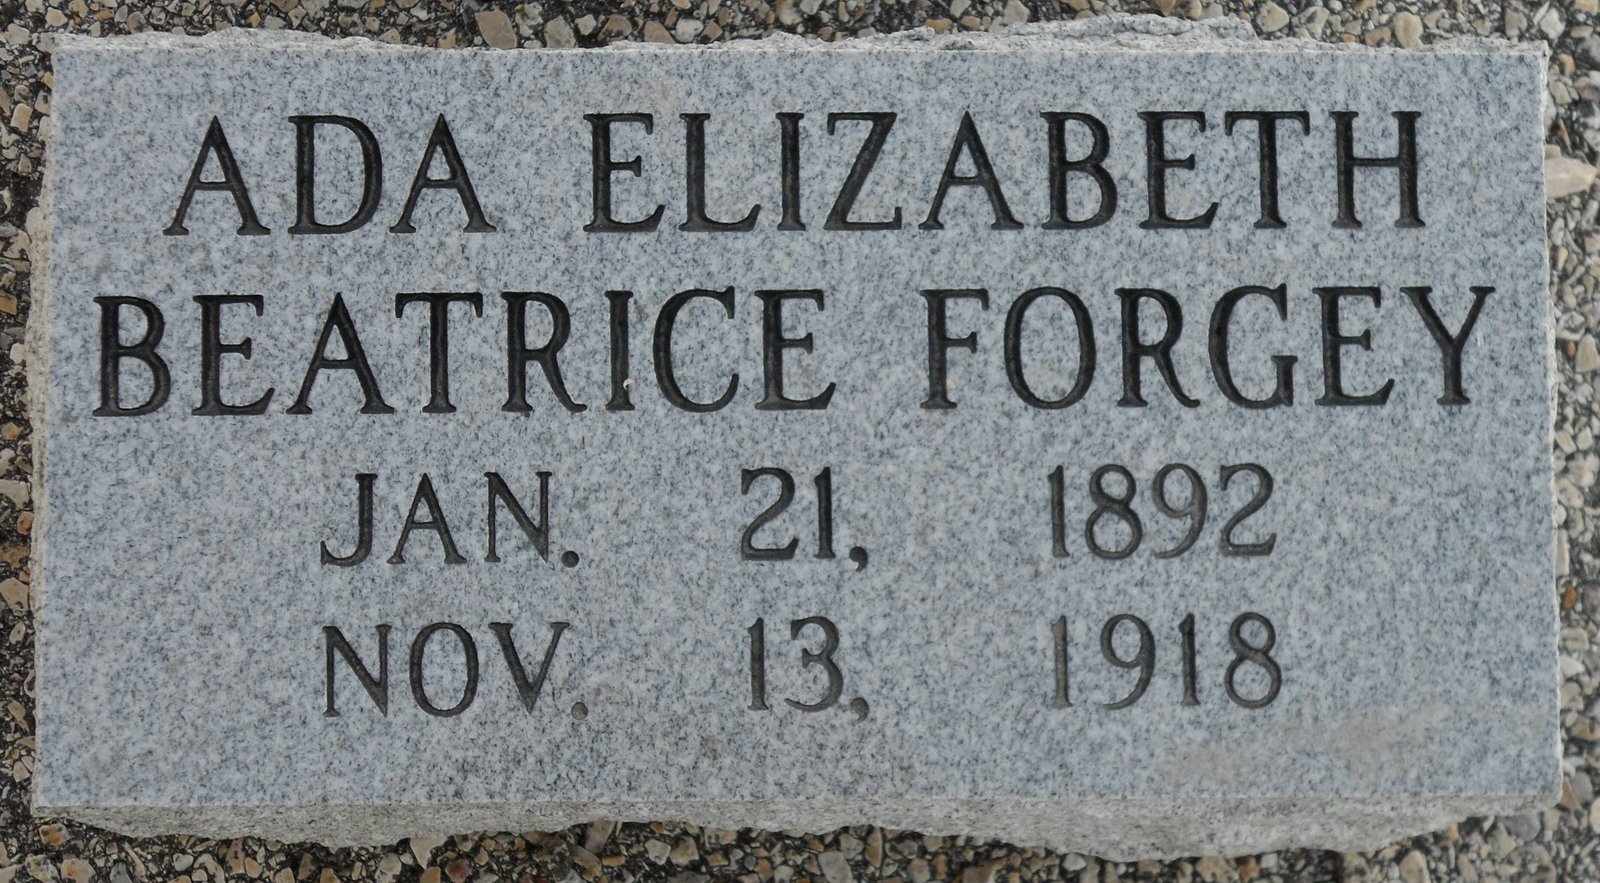 ADA ELIZABETH
BEATRICE FORGEY
JAN. 21, 1892
NOV. 13, 1918